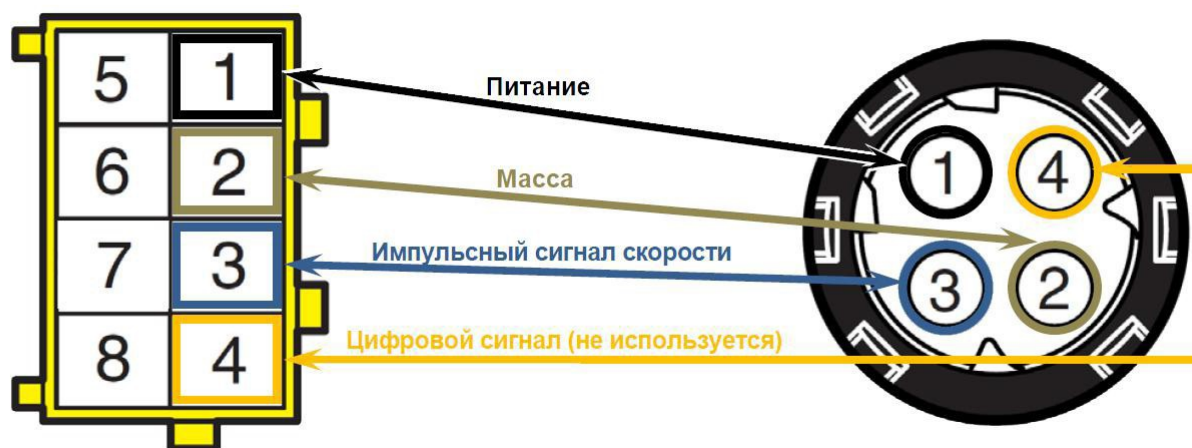 5 1
Питание
1 4
6 2
Масса
7 3
Импульсный сигнал скорости
3 2
8 4
Цифровой сигнал (не используется)